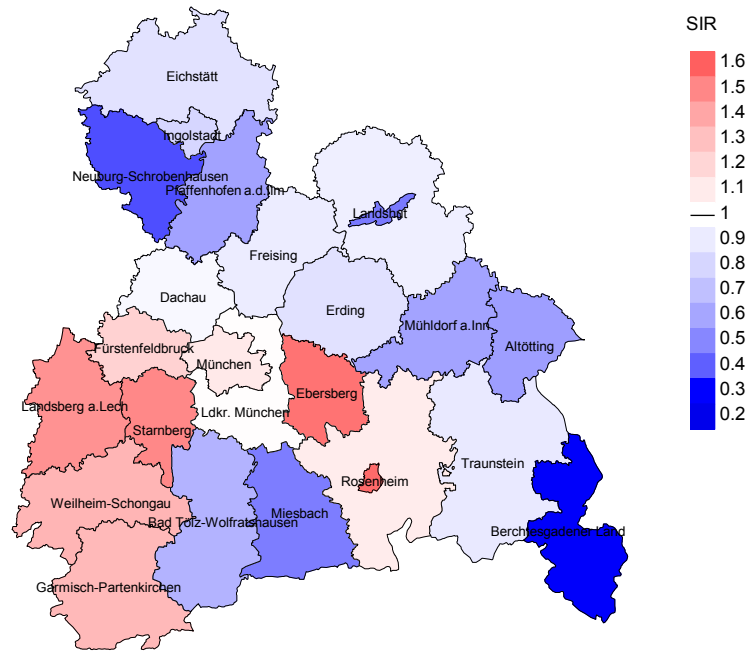 SIR
1.6
1.5
1.4
1.3
1.2
1.1
1
0.9
0.8
0.7
0.6
0.5
0.4
0.3
0.2
Eichstätt
Ingolstadt
Neuburg-Schrobenhausen
Pfaffenhofen a.d.Ilm
Landshut
Freising
Dachau
Erding
Mühldorf a.Inn
Altötting
Fürstenfeldbruck
München
Ebersberg
Landsberg a.Lech
Starnberg
Ldkr. München
Traunstein
Rosenheim
Weilheim-Schongau
Bad Tölz-Wolfratshausen
Miesbach
Berchtesgadener Land
Garmisch-Partenkirchen